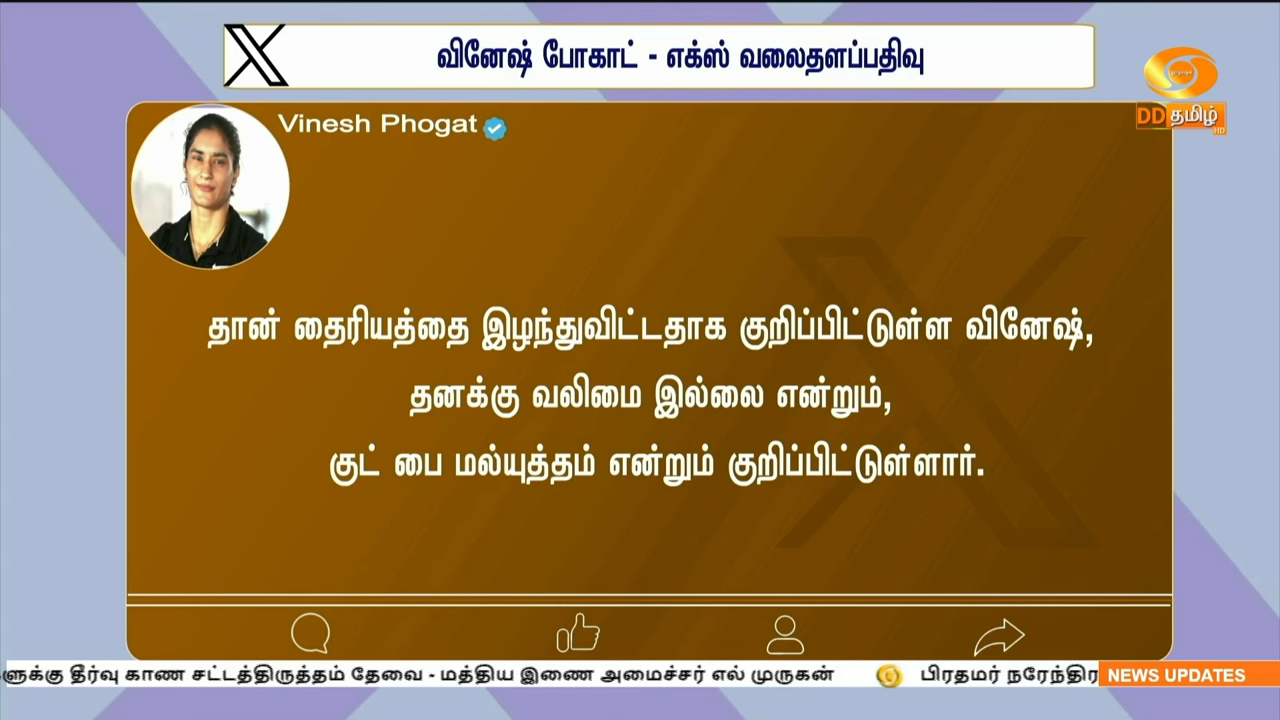 வினேஷ் போகாட் - எக்ஸ் வலைதளப்பதிவு
DD தமிழ் HD
Vinesh Phogat
தான் தைரியத்தை இழந்துவிட்டதாக குறிப்பிட்டுள்ள வினேஷ்,
தனக்கு வலிமை இல்லை என்றும்,
குட் பை மல்யுத்தம் என்றும் குறிப்பிட்டுள்ளார்.
ளுக்கு தீர்வு காண சட்டத்திருத்தம் தேவை - மத்திய இணை அமைச்சர் எல் முருகன் பிரதமர் நரேந்திர
NEWS UPDATES